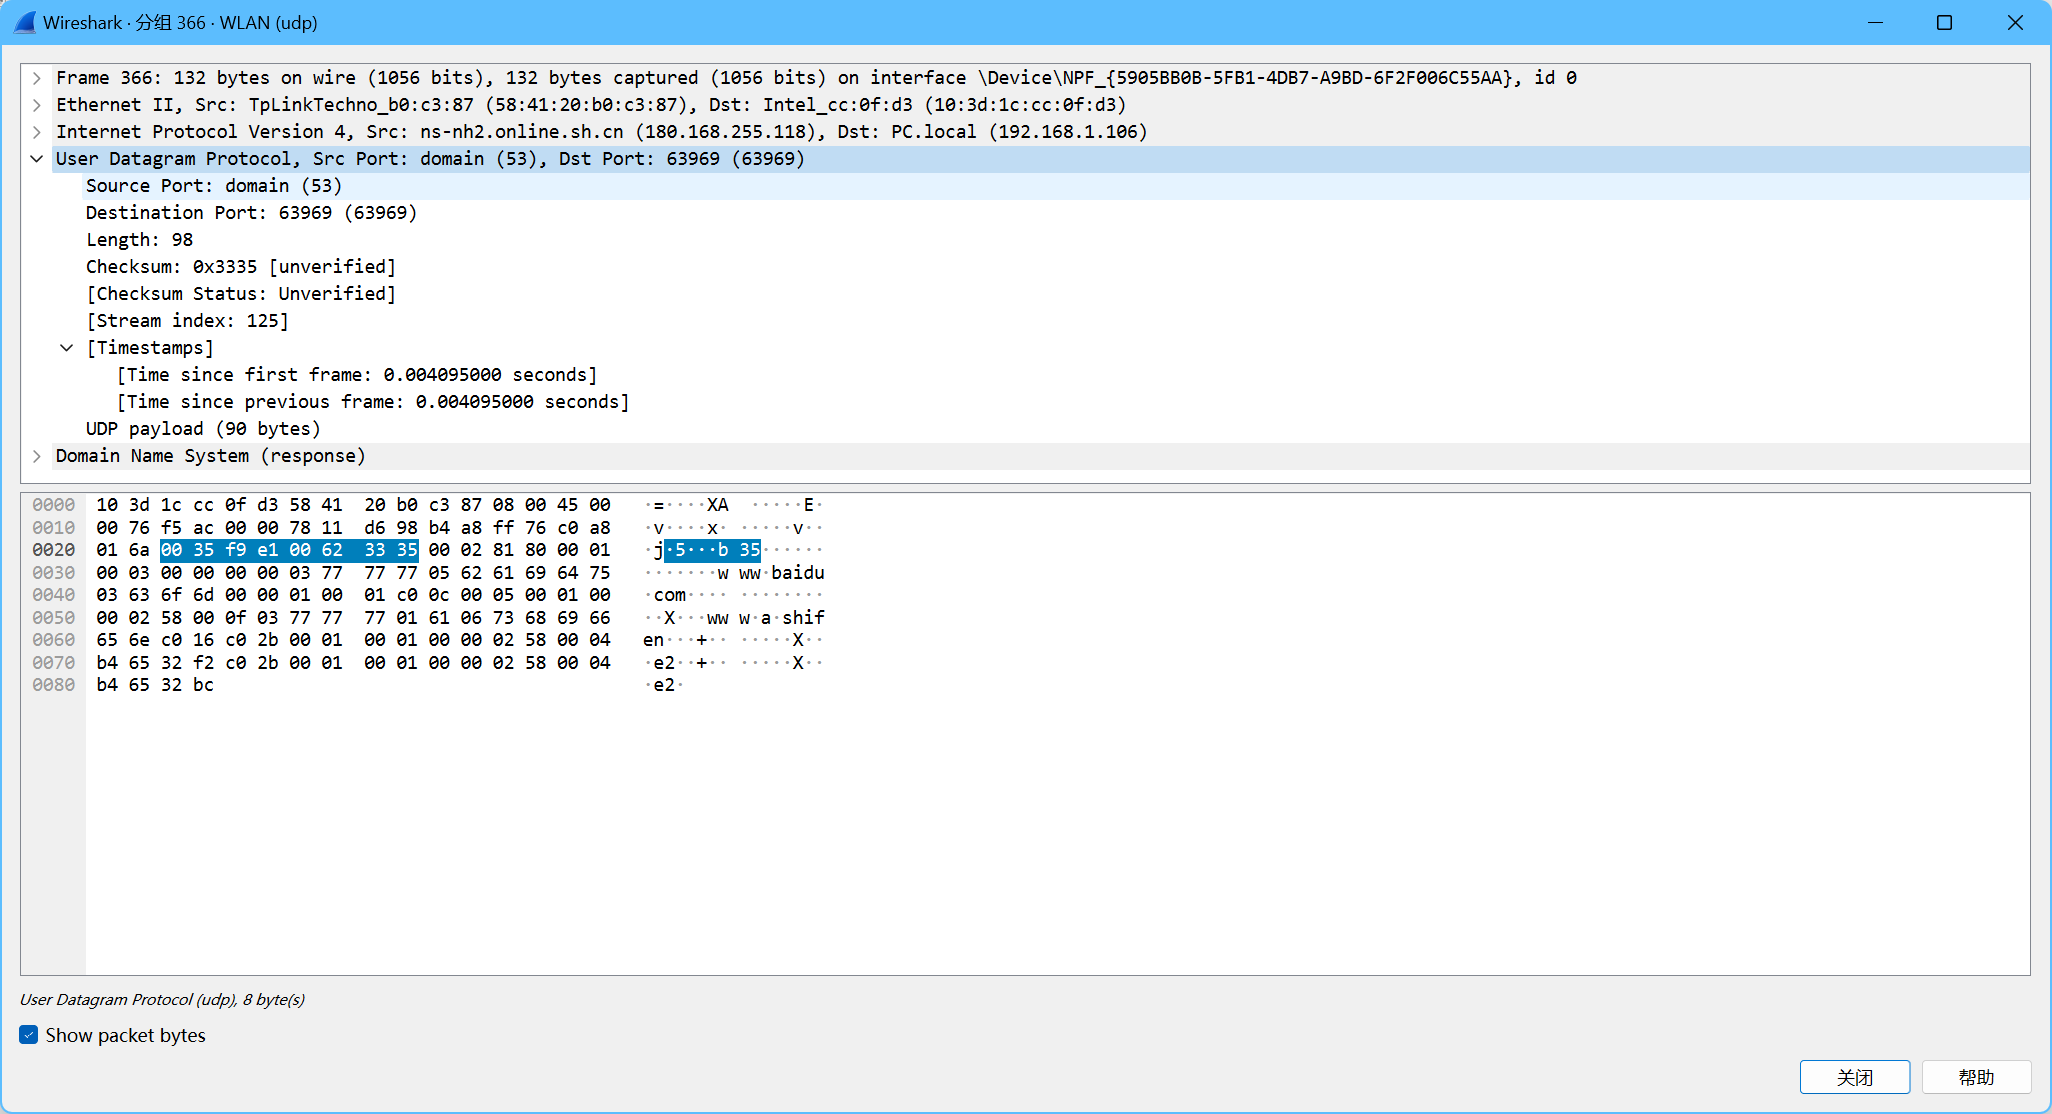 Wireshark · 分组 366 · WLAN (udp)
Frame 366: 132 bytes on wire (1056 bits), 132 bytes captured (1056 bits) on interface \Device\NPF_{5905BB0B-5FB1-4DB7-A9BD-6F2F006C55AA}, id 0
Ethernet II, Src: TpLinkTechno_b0:c3:87 (58:41:20:b0:c3:87), Dst: Intel_cc:0f:d3 (10:3d:1c:cc:0f:d3)
Internet Protocol Version 4, Src: ns-nh2.online.sh.cn (180.168.255.118), Dst: PC.local (192.168.1.106)
User Datagram Protocol, Src Port: domain (53), Dst Port: 63969 (63969)
Source Port: domain (53)
Destination Port: 63969 (63969)
Length: 98
Checksum: 0x3335 [unverified]
[Checksum Status: Unverified]
[Stream index: 125]
[Timestamps]
[Time since first frame: 0.004095000 seconds]
[Time since previous frame: 0.004095000 seconds]
UDP payload (90 bytes)
Domain Name System (response)
0000 10 3d 1c cc 0f d3 58 41 20 b0 c3 87 08 00 45 00 ·=····XA ·····E·
0010 00 76 f5 ac 00 00 78 11 d6 98 b4 a8 ff 76 c0 a8 ·v····x· ·····v··
0020 01 6a 00 35 f9 e1 00 62 33 35 00 02 81 80 00 01 ·j·5···b 35······
0030 00 03 00 00 00 00 03 77 77 77 05 62 61 69 64 75 ·······w ww·baidu
0040 03 63 6f 6d 00 00 01 00 01 c0 0c 00 05 00 01 00 ·com···· ········
0050 00 02 58 00 0f 03 77 77 77 01 61 06 73 68 69 66 ··X···ww w·a·shif
0060 65 6e c0 16 c0 2b 00 01 00 01 00 00 02 58 00 04 en···+·· ·····X··
0070 b4 65 32 f2 c0 2b 00 01 00 01 00 00 02 58 00 04 ·e2··+·· ·····X··
0080 b4 65 32 bc ·e2·
User Datagram Protocol (udp), 8 byte(s)
Show packet bytes
关闭 帮助